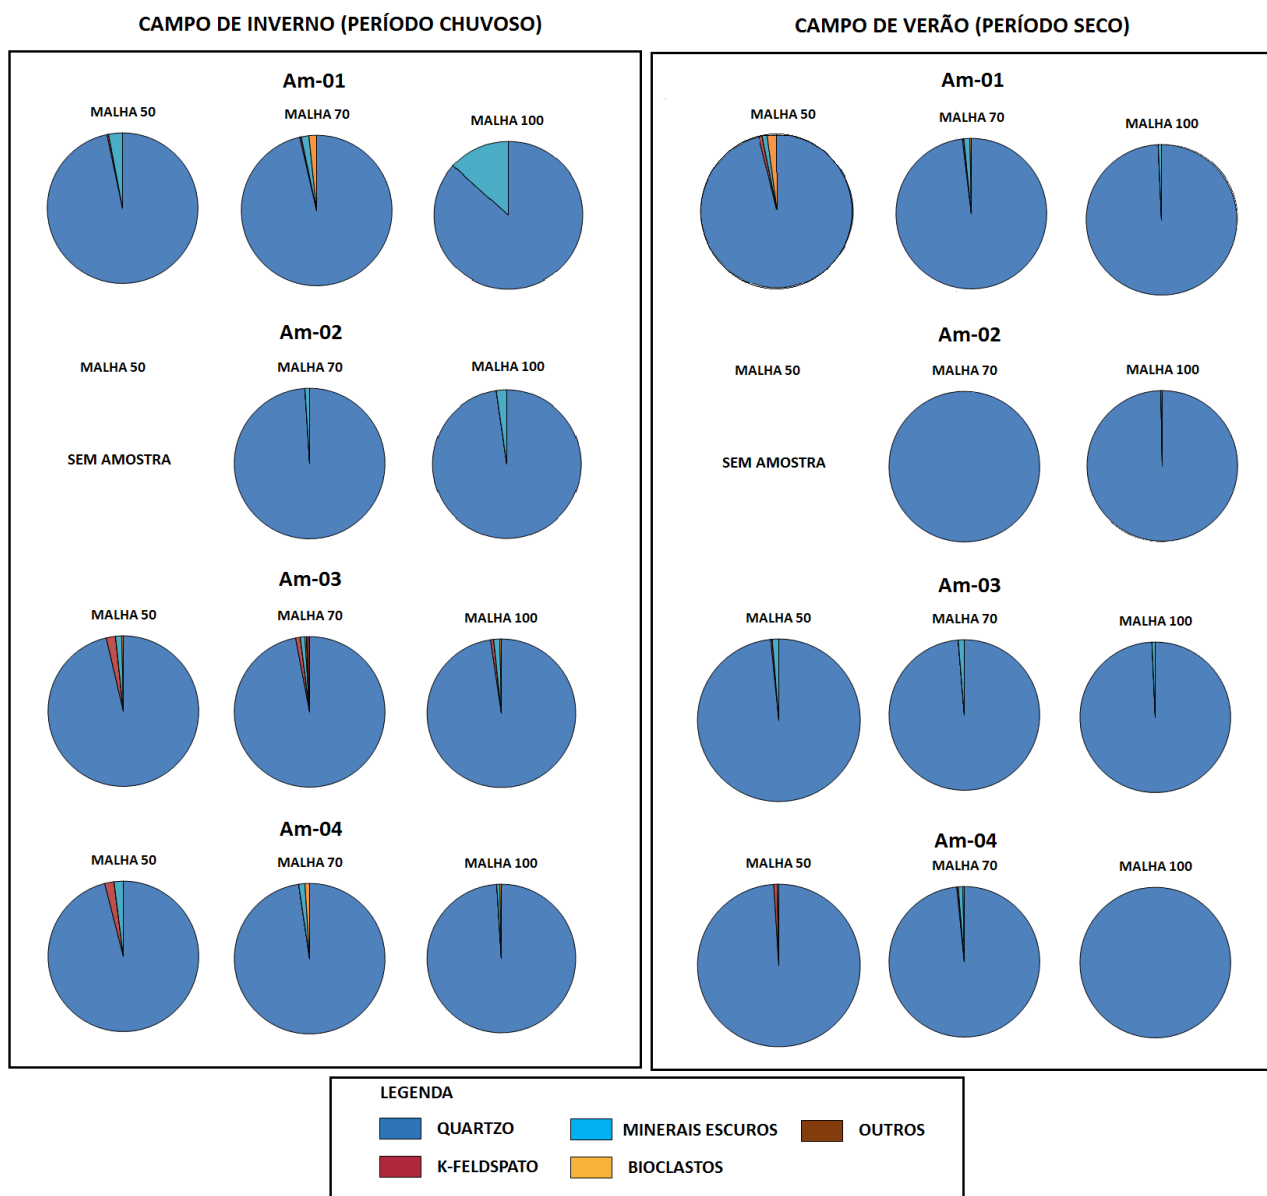 CAMPO DE INVERNO (PERÍODO CHUVOSO)
Am-01
MALHA 50
MALHA 70
MALHA 100
Am-02
MALHA 50
MALHA 70
MALHA 100
SEM AMOSTRA
Am-03
MALHA 50
MALHA 70
MALHA 100
Am-04
MALHA 50
MALHA 70
MALHA 100
CAMPO DE VERÃO (PERÍODO SECO)
Am-01
MALHA 50
MALHA 70
MALHA 100
Am-02
MALHA 50
MALHA 70
MALHA 100
SEM AMOSTRA
Am-03
MALHA 50
MALHA 70
MALHA 100
Am-04
MALHA 50
MALHA 70
MALHA 100
LEGENDA
QUARTZO
MINERAIS ESCUROS
OUTROS
K-FELDSPATO
BIOCLASTOS